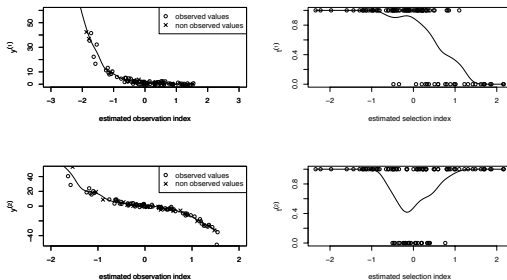 y(1)
0 10 30 50
observed values
non observed values
−3 −2 −1 0 1 2 3
estimated observation index
t(1)
0.0 0.4 0.8
−2 −1 0 1 2
estimated selection index
y(2)
−40 0 20
observed values
non observed values
−2 −1 0 1 2
estimated observation index
t(2)
0.0 0.4 0.8
−2 −1 0 1 2
estimated selection index